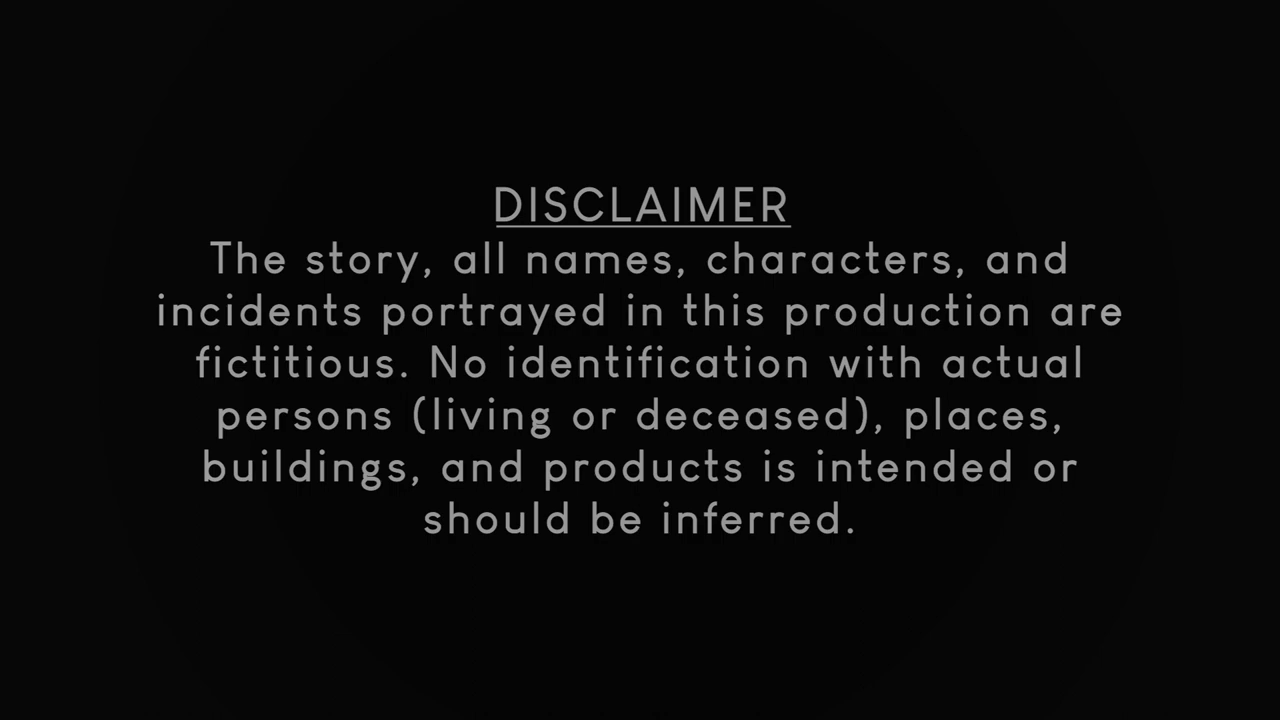 DISCLAIMER
The story, all names, characters, and
incidents portrayed in this production are
fictitious. No identification with actual
persons (living or deceased), places,
buildings, and products is intended or
should be inferred.